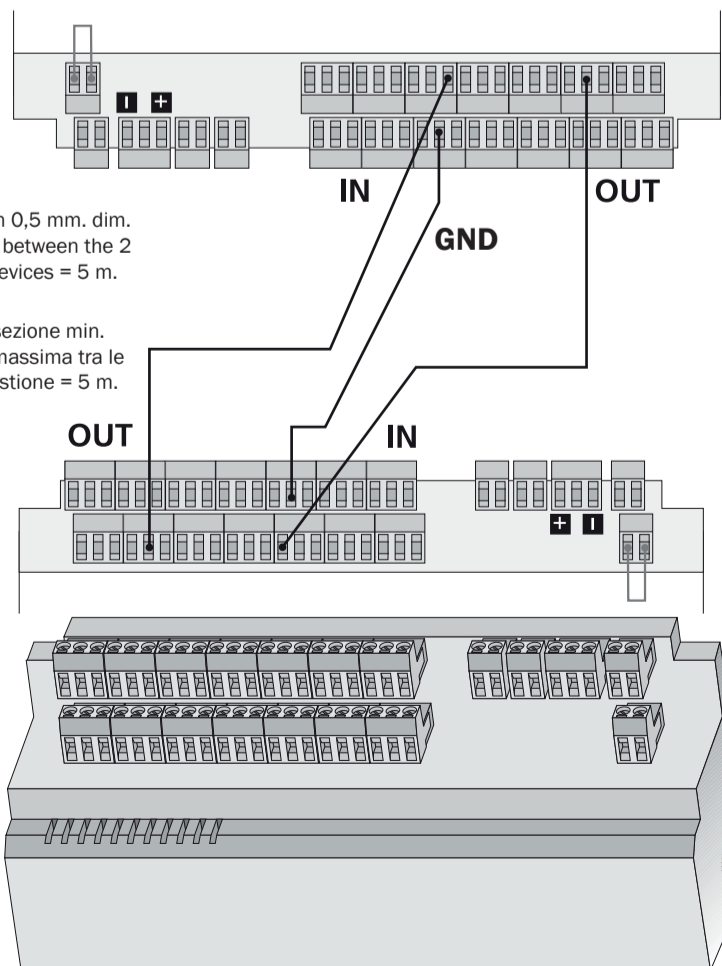 − +
IN OUT
GND
n 0,5 mm. dim.
between the 2
evices = 5 m.
sezione min.
massima tra le
stione = 5 m.
OUT IN
+ −